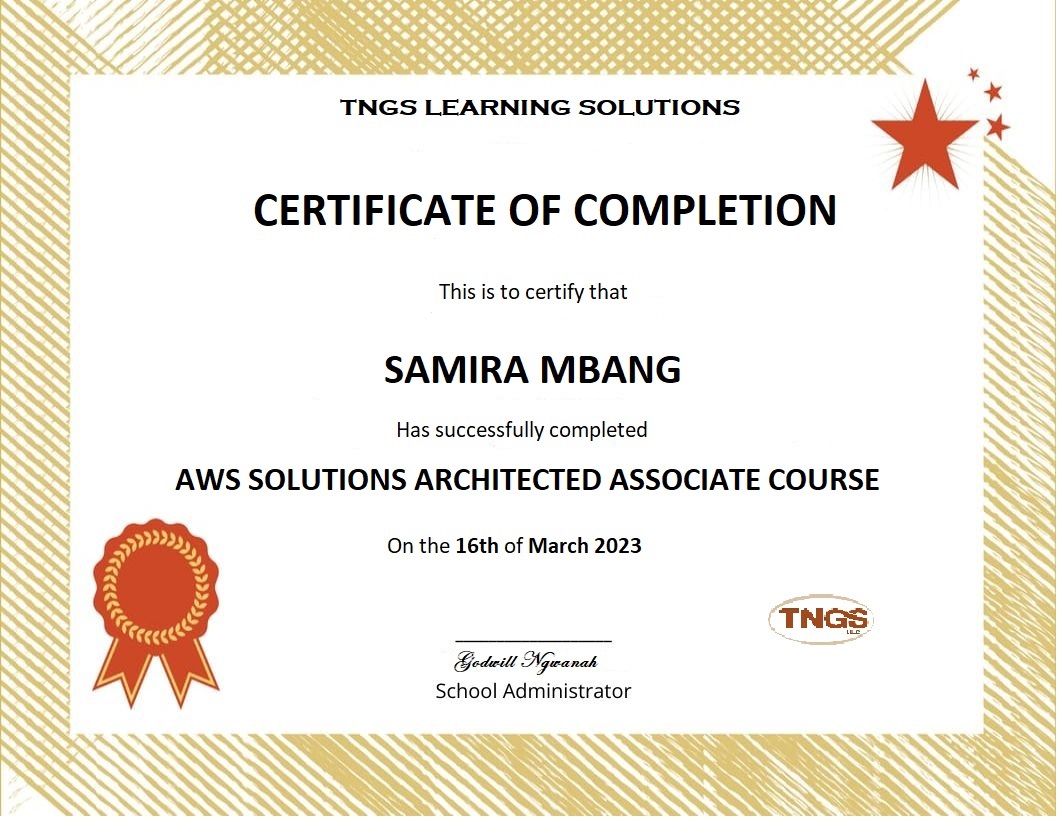 TNGS LEARNING SOLUTIONS
CERTIFICATE OF COMPLETION
This is to certify that
SAMIRA MBANG
Has successfully completed
AWS SOLUTIONS ARCHITECTED ASSOCIATE COURSE
On the 16th of March 2023
TNGS
LLC
Godwill Ngwanah
School Administrator